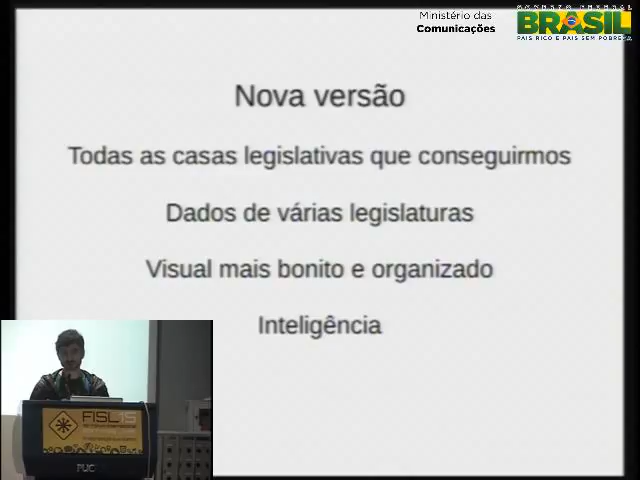 Ministério das
Comunicações
BRASIL
PAÍS RICO É PAÍS SEM POBREZA
Nova versão
Todas as casas legislativas que conseguirmos
Dados de várias legislaturas
Visual mais bonito e organizado
Inteligência
FISL15
PUC